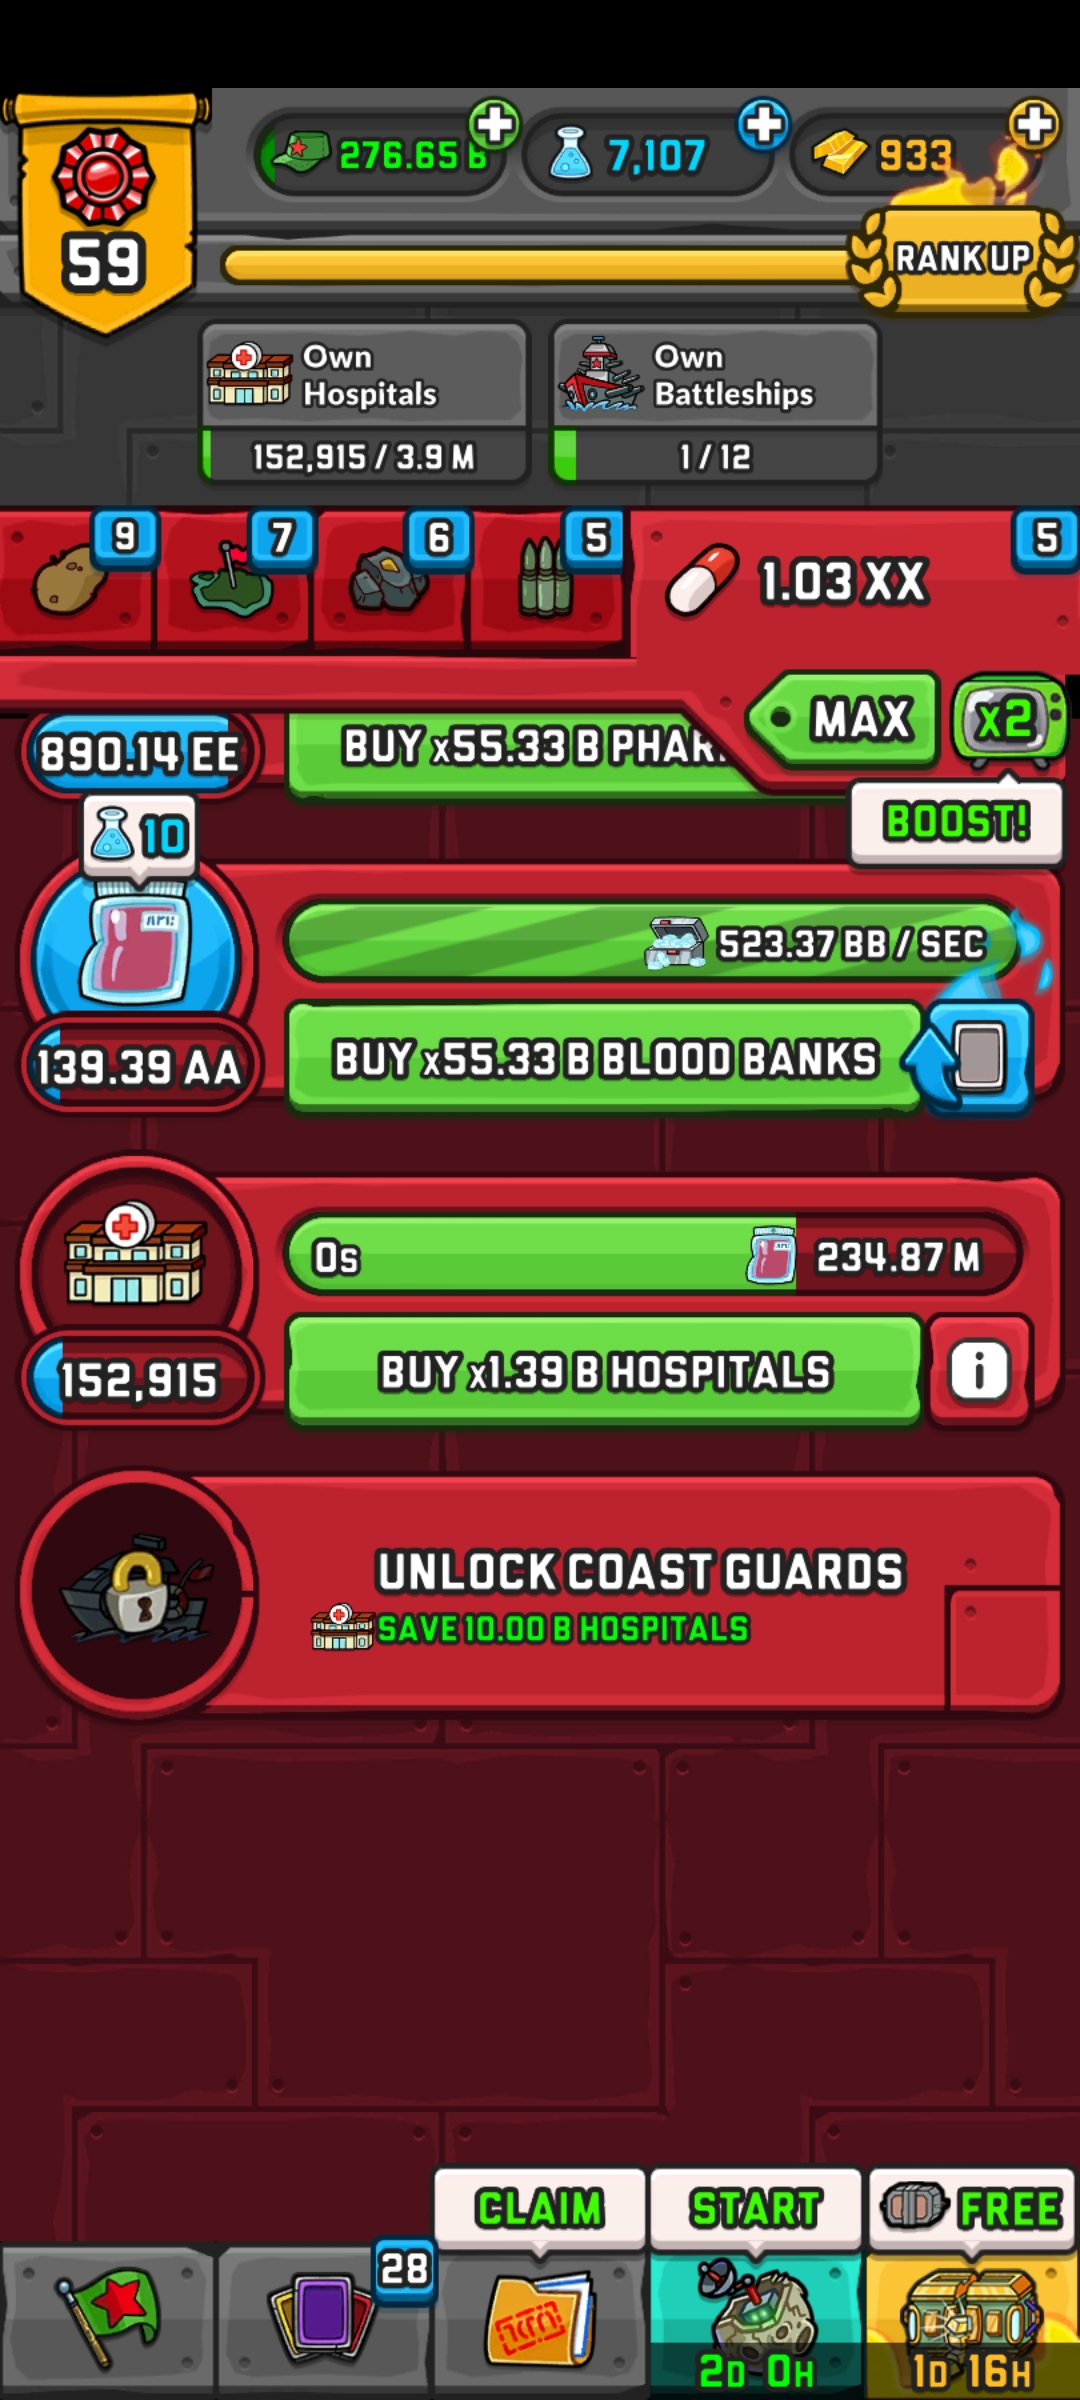 276.65 B
7,107
933
59
RANK UP
Own
Hospitals
152,915 / 3.9 M
Own
Battleships
1 / 12
9
7
6
5
1.03 XX
5
MAX
x2
BOOST!
890.14 EE
BUY x55.33 B PHAR
10
523.37 BB / SEC
139.39 AA
BUY x55.33 B BLOOD BANKS
0s
234.87 M
152,915
BUY x1.39 B HOSPITALS
i
UNLOCK COAST GUARDS
SAVE 10.00 B HOSPITALS
CLAIM
START
FREE
28
2D 0H
1D 16H